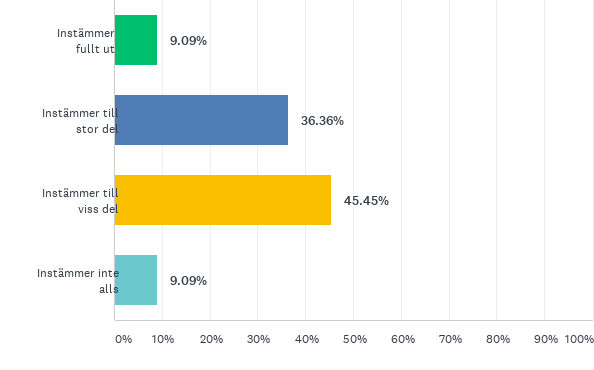 Instämmer
fullt ut
9.09%
Instämmer till
stor del
36.36%
Instämmer till
viss del
45.45%
Instämmer inte
alls
9.09%
0% 10% 20% 30% 40% 50% 60% 70% 80% 90% 100%